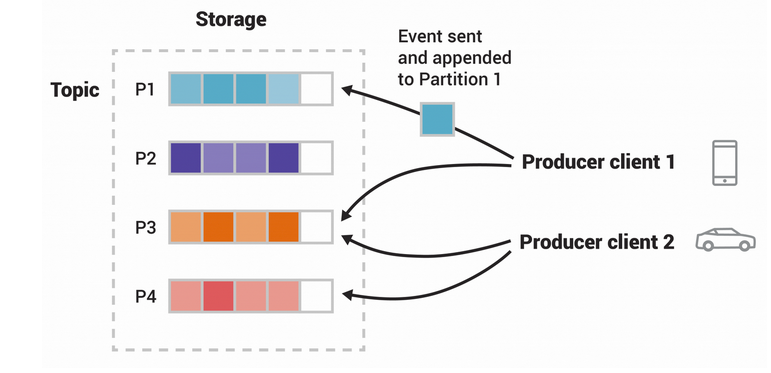 Storage
Event sent
and appended
to Partition 1
Topic
P1
P2
Producer client 1
P3
Producer client 2
P4